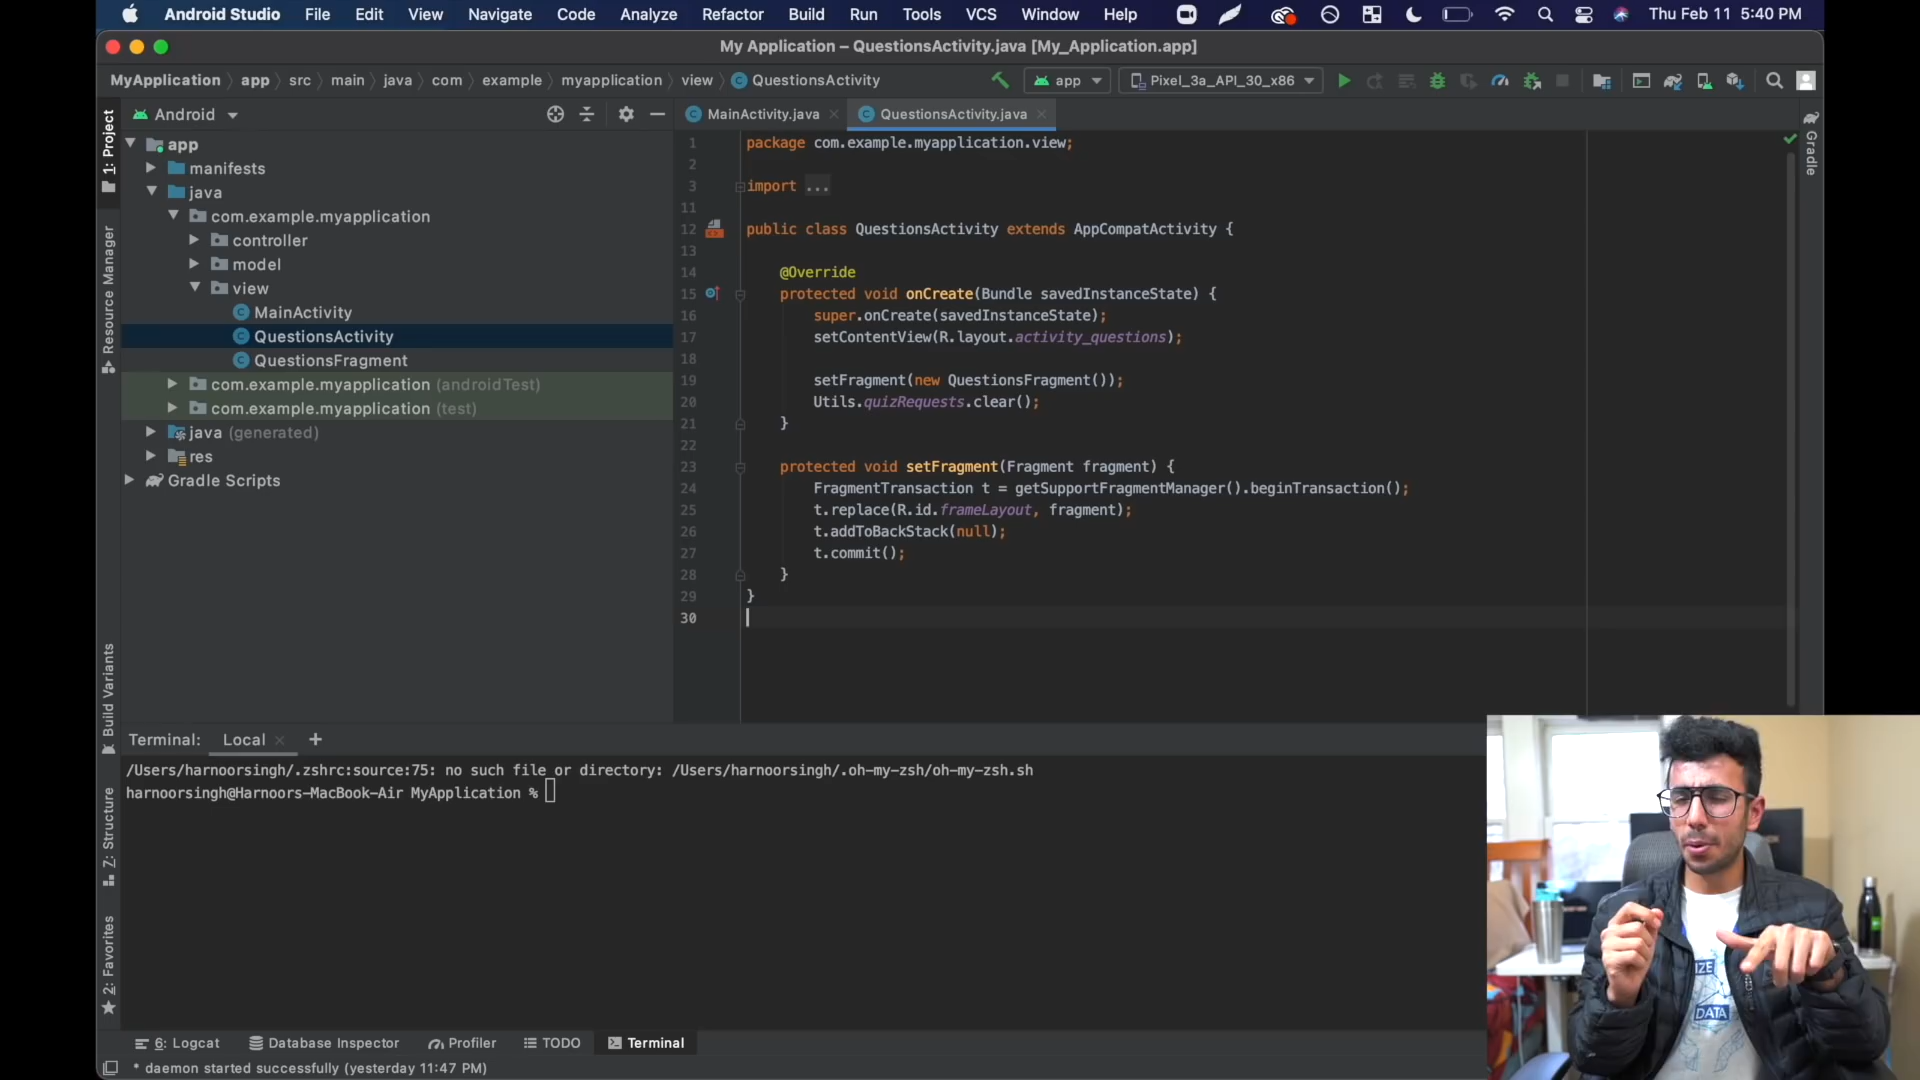 Android Studio File Edit View Navigate Code Analyze Refactor Build Run Tools VCS Window Help Thu Feb 11 5:40 PM
My Application – QuestionsActivity.java [My_Application.app]
MyApplication app src main java com example myapplication view QuestionsActivity app Pixel_3a_API_30_x86
1: Project
Resource Manager
Build Variants
7: Structure
2: Favorites
Android
app
manifests
java
com.example.myapplication
controller
model
view
MainActivity
QuestionsActivity
QuestionsFragment
com.example.myapplication (androidTest)
com.example.myapplication (test)
java (generated)
res
Gradle Scripts
MainActivity.java QuestionsActivity.java
Gradle
1 package com.example.myapplication.view;
2
3 import ...
11
12 public class QuestionsActivity extends AppCompatActivity {
13
14 @Override
15 protected void onCreate(Bundle savedInstanceState) {
16 super.onCreate(savedInstanceState);
17 setContentView(R.layout.activity_questions);
18
19 setFragment(new QuestionsFragment());
20 Utils.quizRequests.clear();
21 }
22
23 protected void setFragment(Fragment fragment) {
24 FragmentTransaction t = getSupportFragmentManager().beginTransaction();
25 t.replace(R.id.frameLayout, fragment);
26 t.addToBackStack(null);
27 t.commit();
28 }
29 }
30
Terminal: Local +
/Users/harnoorsingh/.zshrc:source:75: no such file or directory: /Users/harnoorsingh/.oh-my-zsh/oh-my-zsh.sh
harnoorsingh@Harnoors-MacBook-Air MyApplication %
DATA
6: Logcat Database Inspector Profiler TODO Terminal
* daemon started successfully (yesterday 11:47 PM)